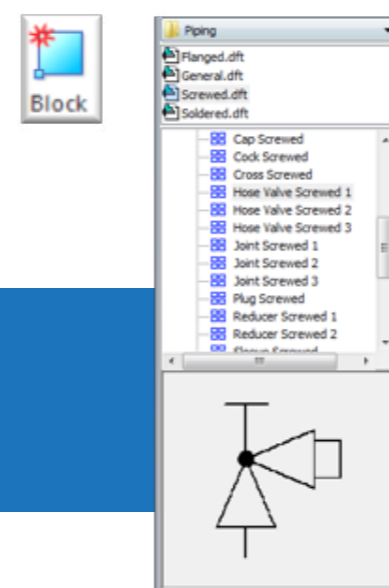 Block
Piping
Flanged.dft
General.dft
Screwed.dft
Soldered.dft
Cap Screwed
Cock Screwed
Cross Screwed
Hose Valve Screwed 1
Hose Valve Screwed 2
Hose Valve Screwed 3
Joint Screwed 1
Joint Screwed 2
Joint Screwed 3
Plug Screwed
Reducer Screwed 1
Reducer Screwed 2